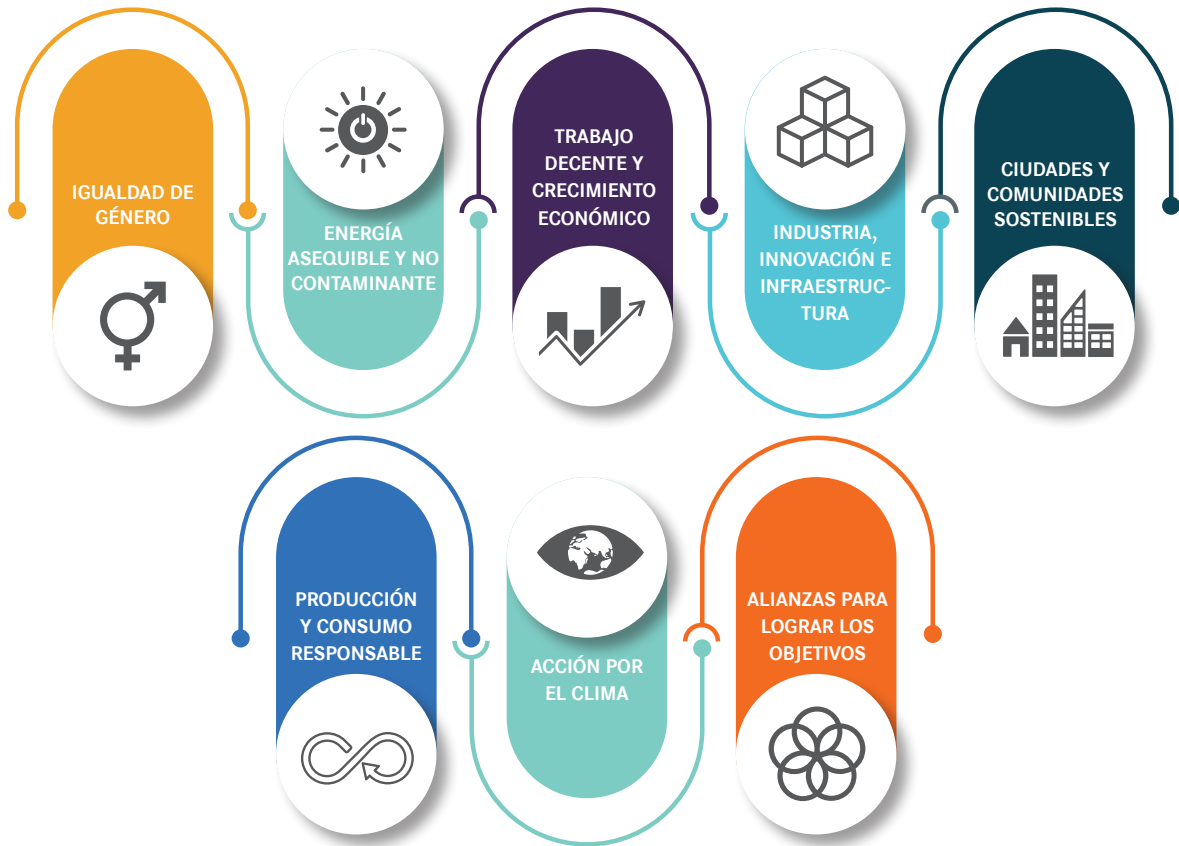 IGUALDAD DE
GÉNERO
ENERGÍA
ASEQUIBLE Y NO
CONTAMINANTE
TRABAJO
DECENTE Y
CRECIMIENTO
ECONÓMICO
INDUSTRIA,
INNOVACIÓN E
INFRAESTRUC-
TURA
CIUDADES Y
COMUNIDADES
SOSTENIBLES
PRODUCCIÓN
Y CONSUMO
RESPONSABLE
ACCIÓN POR
EL CLIMA
ALIANZAS PARA
LOGRAR LOS
OBJETIVOS